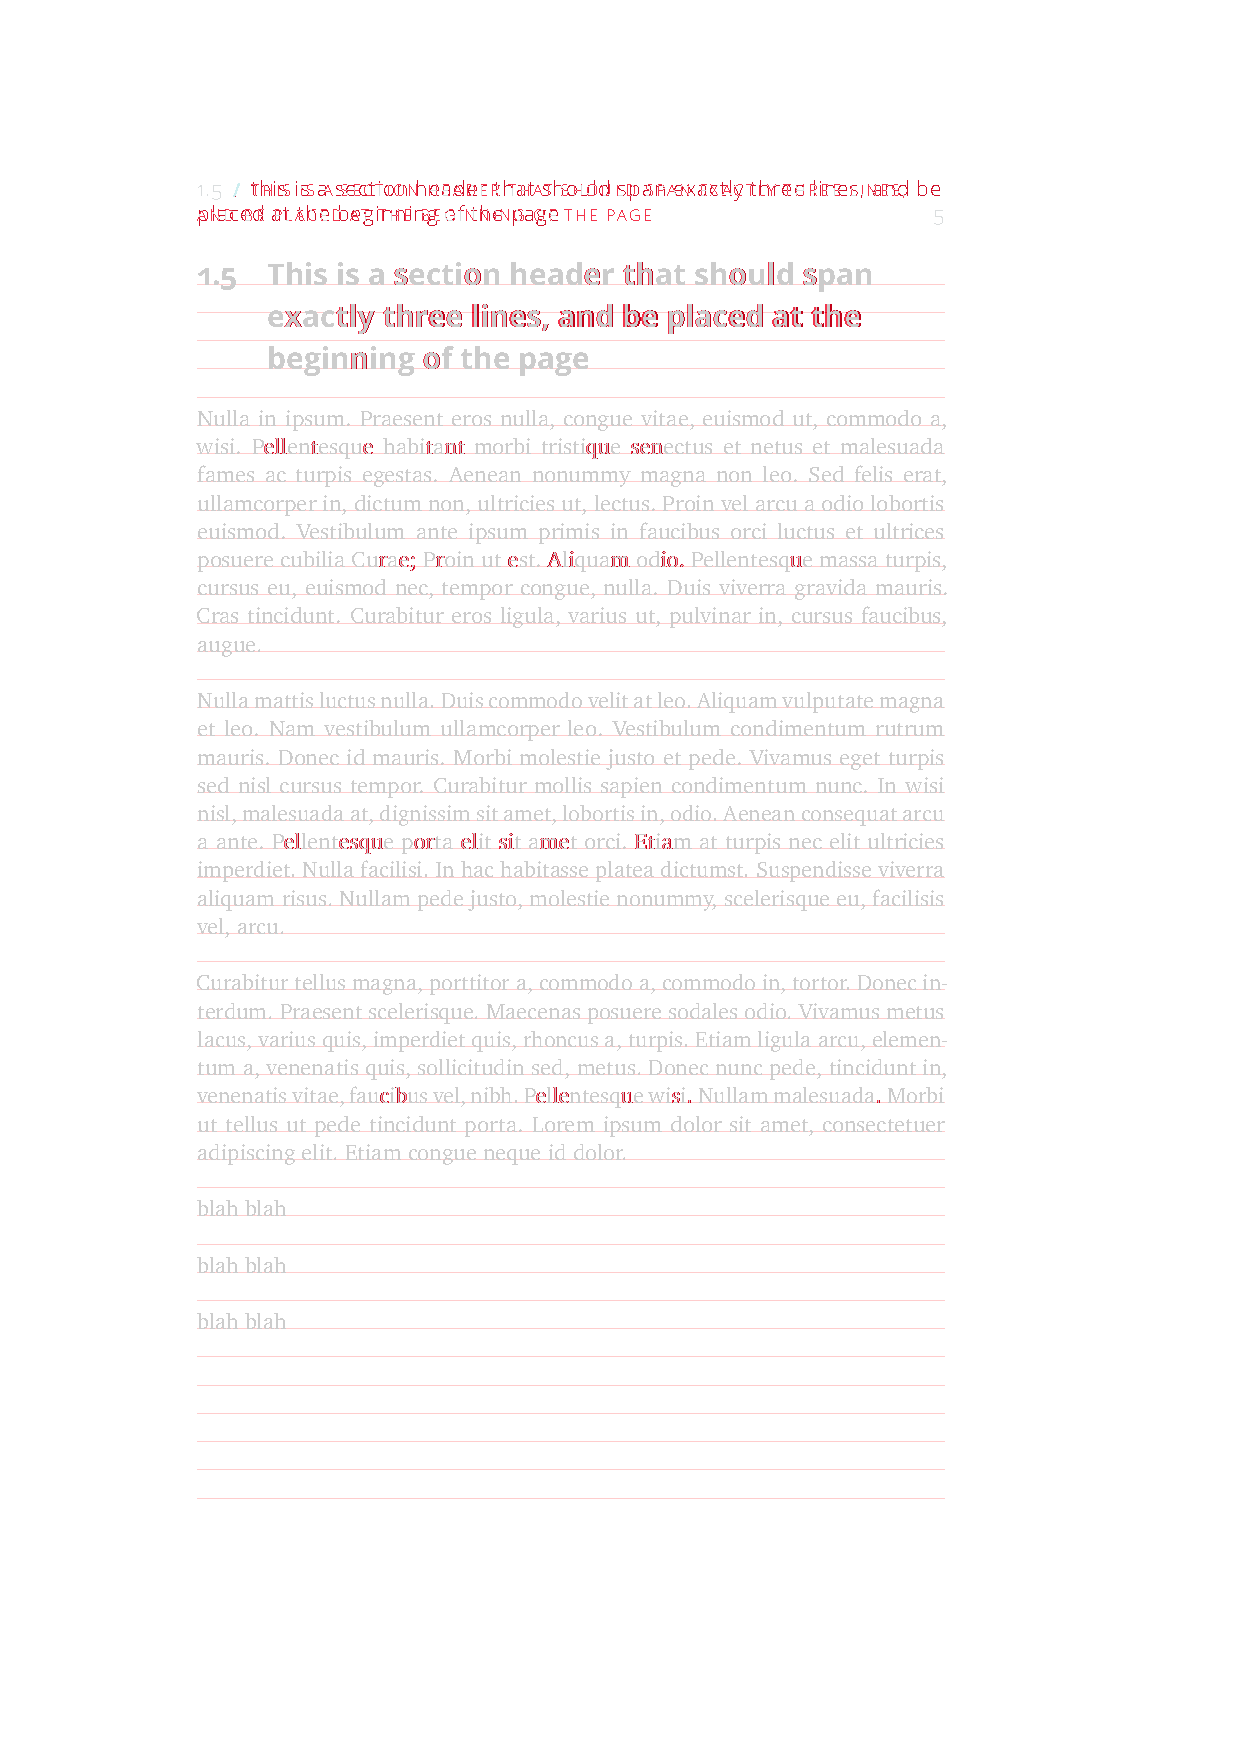 1.5 / this is a section header that should span exactly three lines, and be
placed at the beginning of the page THE PAGE 5
1.5 This is a section header that should span
exactly three lines, and be placed at the
beginning of the page
Nulla in ipsum. Praesent eros nulla, congue vitae, euismod ut, commodo a,
wisi. Pellentesque habitant morbi tristique senectus et netus et malesuada
fames ac turpis egestas. Aenean nonummy magna non leo. Sed felis erat,
ullamcorper in, dictum non, ultricies ut, lectus. Proin vel arcu a odio lobortis
euismod. Vestibulum ante ipsum primis in faucibus orci luctus et ultrices
posuere cubilia Curae; Proin ut est. Aliquam odio. Pellentesque massa turpis,
cursus eu, euismod nec, tempor congue, nulla. Duis viverra gravida mauris.
Cras tincidunt. Curabitur eros ligula, varius ut, pulvinar in, cursus faucibus,
augue.
Nulla mattis luctus nulla. Duis commodo velit at leo. Aliquam vulputate magna
et leo. Nam vestibulum ullamcorper leo. Vestibulum condimentum rutrum
mauris. Donec id mauris. Morbi molestie justo et pede. Vivamus eget turpis
sed nisl cursus tempor. Curabitur mollis sapien condimentum nunc. In wisi
nisl, malesuada at, dignissim sit amet, lobortis in, odio. Aenean consequat arcu
a ante. Pellentesque porta elit sit amet orci. Etiam at turpis nec elit ultricies
imperdiet. Nulla facilisi. In hac habitasse platea dictumst. Suspendisse viverra
aliquam risus. Nullam pede justo, molestie nonummy, scelerisque eu, facilisis
vel, arcu.
Curabitur tellus magna, porttitor a, commodo a, commodo in, tortor. Donec in-
terdum. Praesent scelerisque. Maecenas posuere sodales odio. Vivamus metus
lacus, varius quis, imperdiet quis, rhoncus a, turpis. Etiam ligula arcu, elemen-
tum a, venenatis quis, sollicitudin sed, metus. Donec nunc pede, tincidunt in,
venenatis vitae, faucibus vel, nibh. Pellentesque wisi. Nullam malesuada. Morbi
ut tellus ut pede tincidunt porta. Lorem ipsum dolor sit amet, consectetuer
adipiscing elit. Etiam congue neque id dolor.
blah blah
blah blah
blah blah